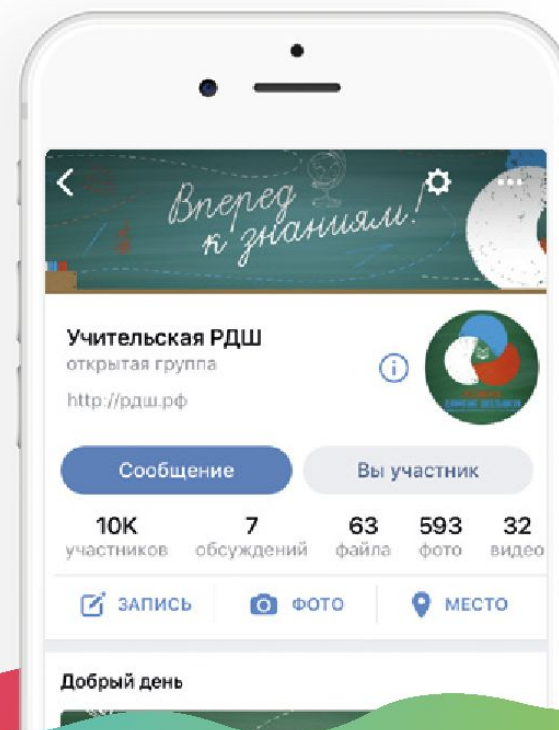 Вперед
к знаниям!
Учительская РДШ
открытая группа
http://рдш.рф
Сообщение
Вы участник
10K 7 63 593 32
участников обсуждений файла фото видео
ЗАПИСЬ ФОТО МЕСТО
Добрый день